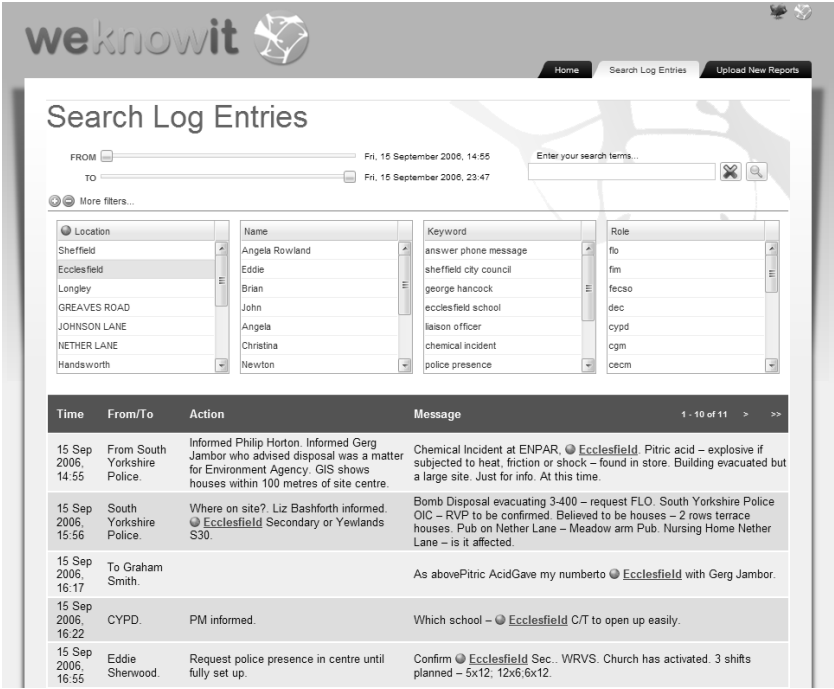 weknowit
Home Search Log Entries Upload New Reports
Search Log Entries
FROM Fri, 15 September 2006, 14:55 Enter your search terms...
TO Fri, 15 September 2006, 23:47
More filters...
Location Name Keyword Role
Sheffield Angela Rowland answer phone message flo
Ecclesfield Eddie sheffield city council fim
Longley Brian george hancock fecso
GREAVES ROAD John ecclesfield school dec
JOHNSON LANE Angela liaison officer cypd
NETHER LANE Christina chemical incident cgm
Handsworth Newton police presence cecm
Time From/To Action Message 1 - 10 of 11 > >>
15 Sep
2006,
14:55
From South
Yorkshire
Police.
Informed Philip Horton. Informed Gerg
Jambor who advised disposal was a matter
for Environment Agency. GIS shows
houses within 100 metres of site centre.
Chemical Incident at ENPAR, Ecclesfield. Pitric acid – explosive if
subjected to heat, friction or shock – found in store. Building evacuated but
a large site. Just for info. At this time.
15 Sep
2006,
15:56
South
Yorkshire
Police.
Where on site?. Liz Bashforth informed.
Ecclesfield Secondary or Yewlands
S30.
Bomb Disposal evacuating 3-400 – request FLO. South Yorkshire Police
OIC – RVP to be confirmed. Believed to be houses – 2 rows terrace
houses. Pub on Nether Lane – Meadow arm Pub. Nursing Home Nether
Lane – is it affected.
15 Sep
2006,
16:17
To Graham
Smith.
As abovePitric AcidGave my numberto Ecclesfield with Gerg Jambor.
15 Sep
2006,
16:22
CYPD.
PM informed.
Which school – Ecclesfield C/T to open up easily.
15 Sep
2006,
16:55
Eddie
Sherwood.
Request police presence in centre until
fully set up.
Confirm Ecclesfield Sec.. WRVS. Church has activated. 3 shifts
planned – 5x12; 12x6;6x12.